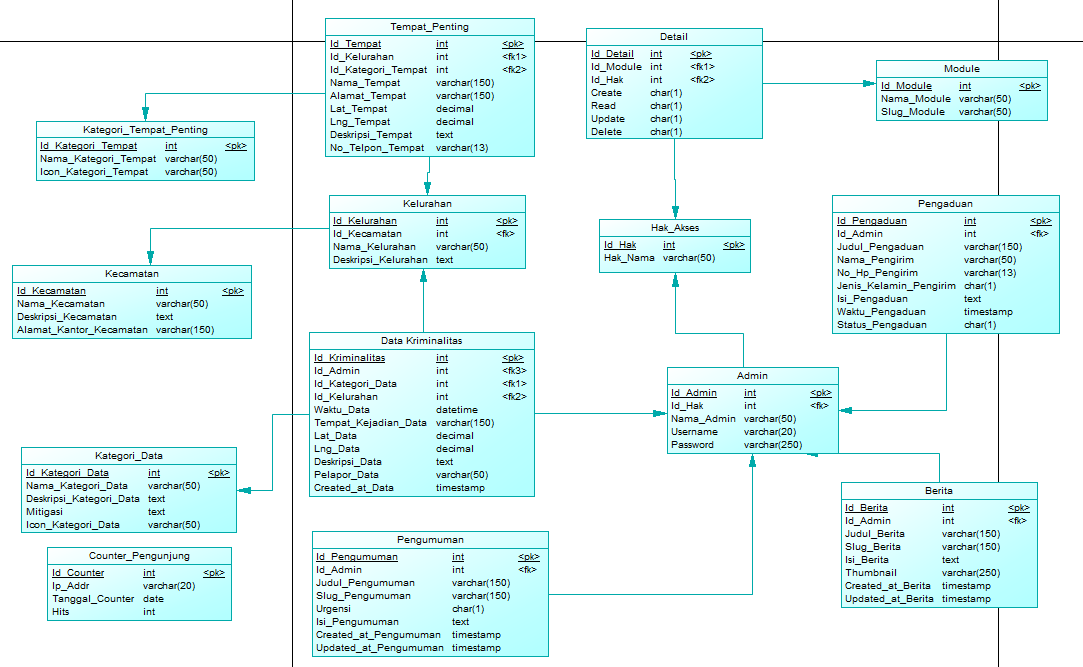 Tempat_Penting
Id_Tempat int <pk>
Id_Kelurahan int <fk1>
Id_Kategori_Tempat int <fk2>
Nama_Tempat varchar(150)
Alamat_Tempat varchar(150)
Lat_Tempat decimal
Lng_Tempat decimal
Deskripsi_Tempat text
No_Telpon_Tempat varchar(13)
Detail
Id_Detail int <pk>
Id_Module int <fk1>
Id_Hak int <fk2>
Create char(1)
Read char(1)
Update char(1)
Delete char(1)
Module
Id_Module int <pk>
Nama_Module varchar(50)
Slug_Module varchar(50)
Kategori_Tempat_Penting
Id_Kategori_Tempat int <pk>
Nama_Kategori_Tempat varchar(50)
Icon_Kategori_Tempat varchar(50)
Kelurahan
Id_Kelurahan int <pk>
Id_Kecamatan int <fk>
Nama_Kelurahan varchar(50)
Deskripsi_Kelurahan text
Hak_Akses
Id_Hak int <pk>
Hak_Nama varchar(50)
Pengaduan
Id_Pengaduan int <pk>
Id_Admin int <fk>
Judul_Pengaduan varchar(150)
Nama_Pengirim varchar(50)
No_Hp_Pengirim varchar(13)
Jenis_Kelamin_Pengirim char(1)
Isi_Pengaduan text
Waktu_Pengaduan timestamp
Status_Pengaduan char(1)
Kecamatan
Id_Kecamatan int <pk>
Nama_Kecamatan varchar(50)
Deskripsi_Kecamatan text
Alamat_Kantor_Kecamatan varchar(150)
Data Kriminalitas
Id_Kriminalitas int <pk>
Id_Admin int <fk3>
Id_Kategori_Data int <fk1>
Id_Kelurahan int <fk2>
Waktu_Data datetime
Tempat_Kejadian_Data varchar(150)
Lat_Data decimal
Lng_Data decimal
Deskripsi_Data text
Pelapor_Data varchar(50)
Created_at_Data timestamp
Admin
Id_Admin int <pk>
Id_Hak int <fk>
Nama_Admin varchar(50)
Username varchar(20)
Password varchar(250)
Kategori_Data
Id_Kategori_Data int <pk>
Nama_Kategori_Data varchar(50)
Deskripsi_Kategori_Data text
Mitigasi text
Icon_Kategori_Data varchar(50)
Berita
Id_Berita int <pk>
Id_Admin int <fk>
Judul_Berita varchar(150)
Slug_Berita varchar(150)
Isi_Berita text
Thumbnail varchar(250)
Created_at_Berita timestamp
Updated_at_Berita timestamp
Counter_Pengunjung
Id_Counter int <pk>
Ip_Addr varchar(20)
Tanggal_Counter date
Hits int
Pengumuman
Id_Pengumuman int <pk>
Id_Admin int <fk>
Judul_Pengumuman varchar(150)
Slug_Pengumuman varchar(150)
Urgensi char(1)
Isi_Pengumuman text
Created_at_Pengumuman timestamp
Updated_at_Pengumuman timestamp